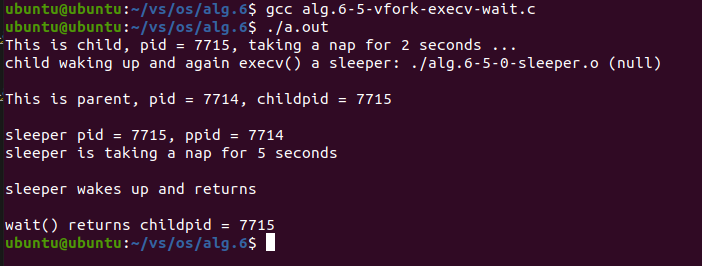 ubuntu@ubuntu:~/vs/os/alg.6$ gcc alg.6-5-vfork-execv-wait.c
ubuntu@ubuntu:~/vs/os/alg.6$ ./a.out
This is child, pid = 7715, taking a nap for 2 seconds ...
child waking up and again execv() a sleeper: ./alg.6-5-0-sleeper.o (null)
This is parent, pid = 7714, childpid = 7715
sleeper pid = 7715, ppid = 7714
sleeper is taking a nap for 5 seconds
sleeper wakes up and returns
wait() returns childpid = 7715
ubuntu@ubuntu:~/vs/os/alg.6$